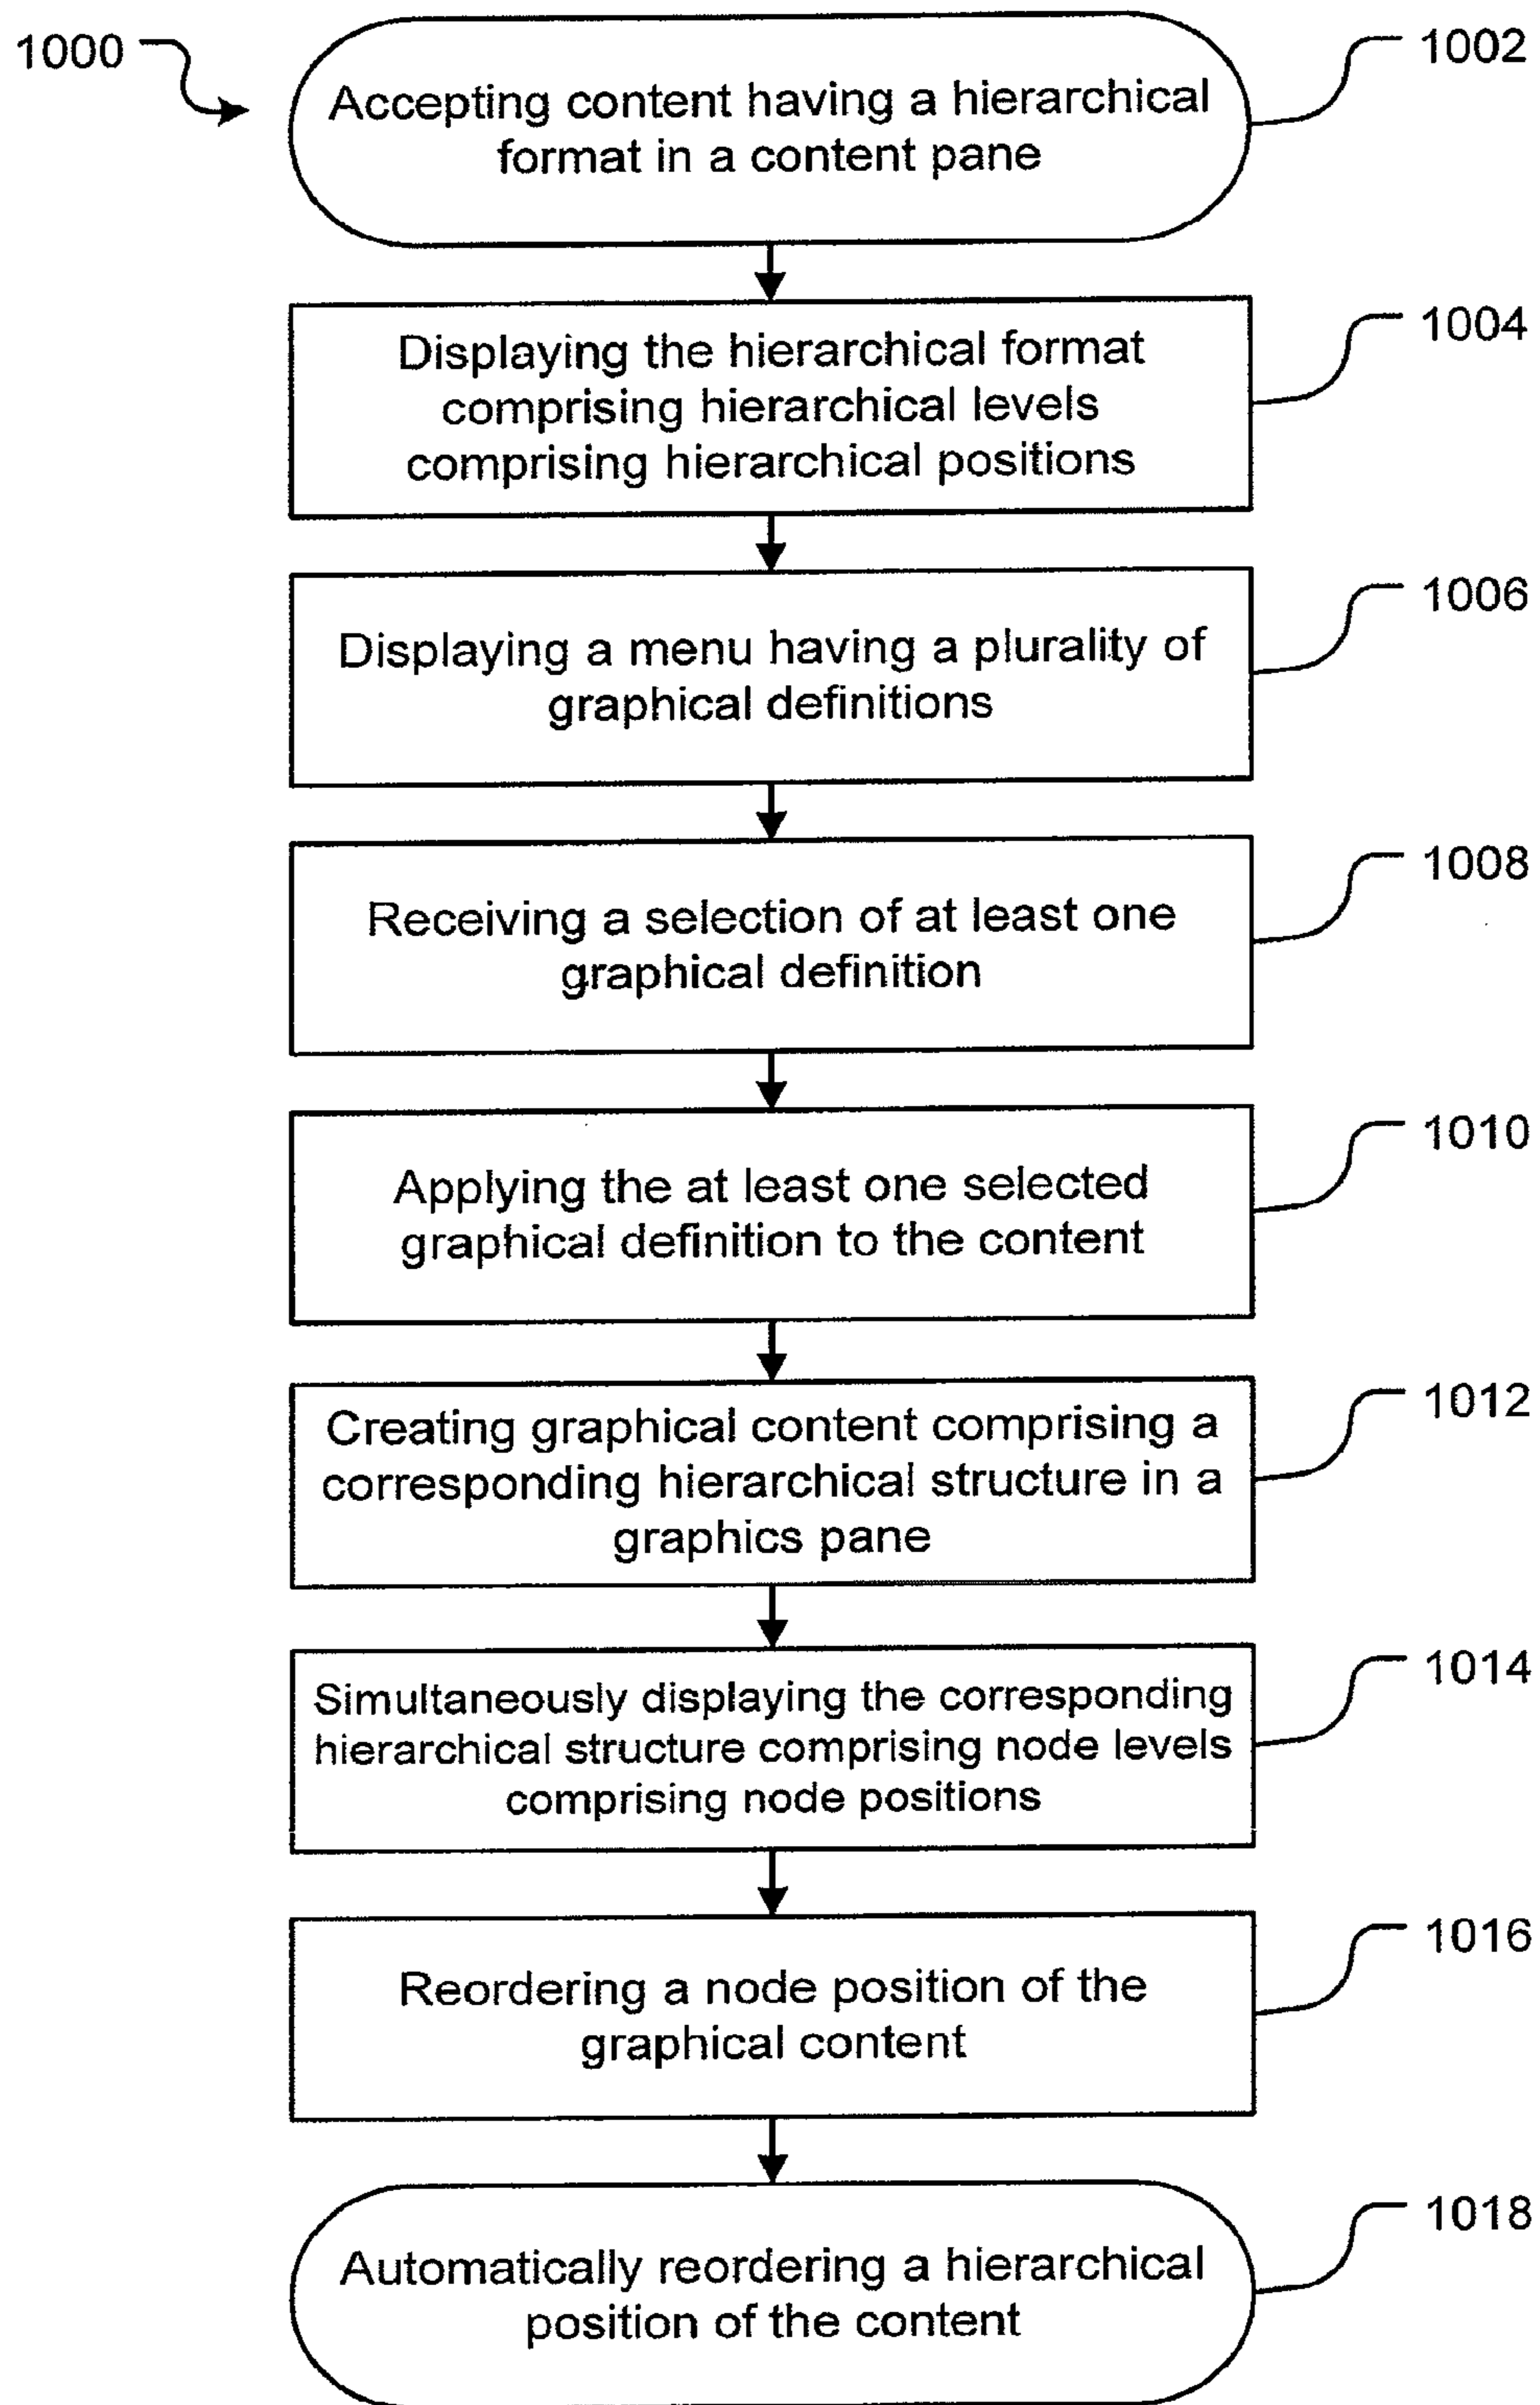 1000
1002
Accepting content having a hierarchical
format in a content pane
1004
Displaying the hierarchical format
comprising hierarchical levels
comprising hierarchical positions
1006
Displaying a menu having a plurality of
graphical definitions
1008
Receiving a selection of at least one
graphical definition
1010
Applying the at least one selected
graphical definition to the content
1012
Creating graphical content comprising a
corresponding hierarchical structure in a
graphics pane
1014
Simultaneously displaying the corresponding
hierarchical structure comprising node levels
comprising node positions
1016
Reordering a node position of the
graphical content
1018
Automatically reordering a hierarchical
position of the content